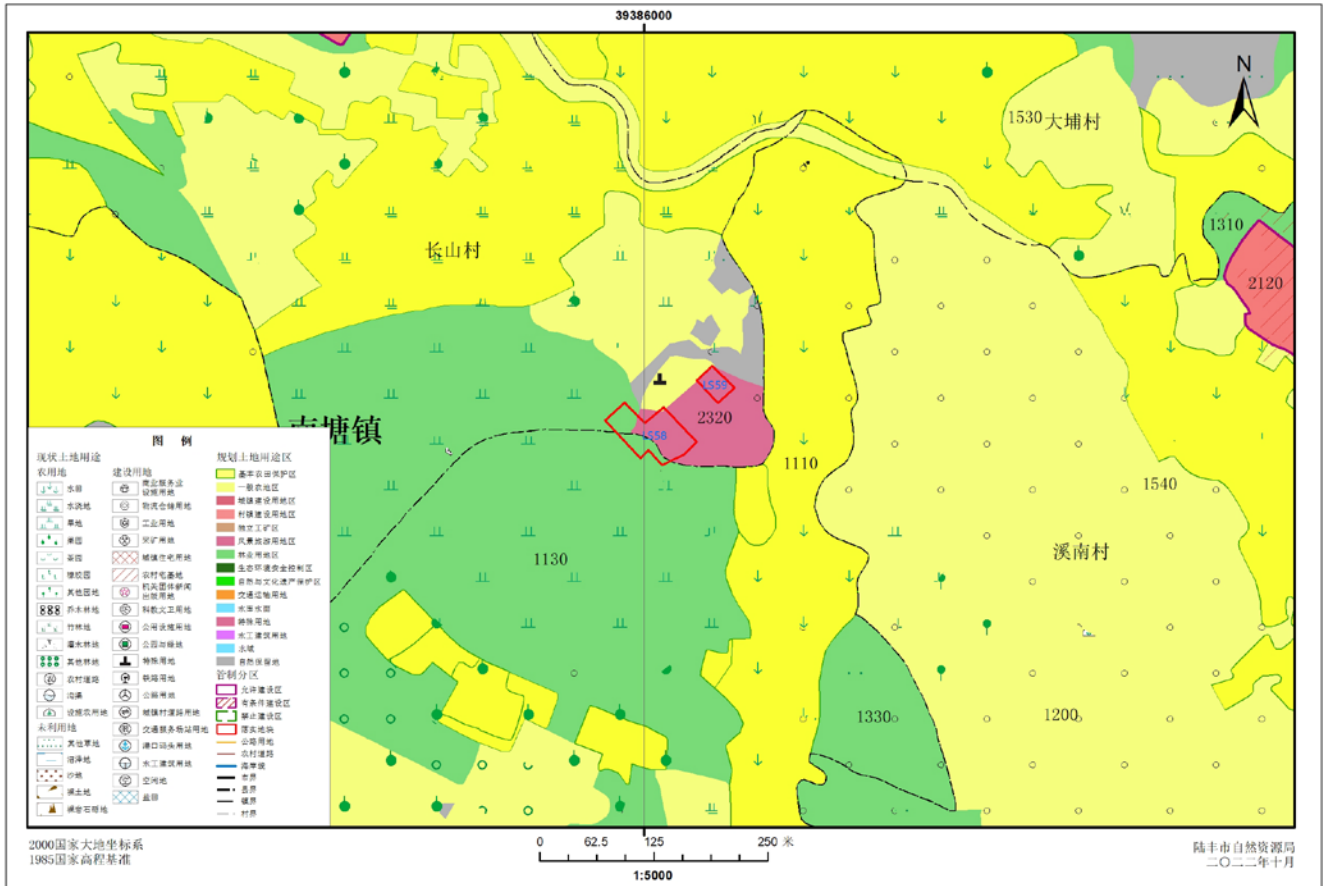 39386000
N
1530
大埔村
1310
2120
长山村
LS59
2320
LS58
1110
1540
溪南村
1130
1330
1200
图 例
现状土地用途
农用地
水田
水浇地
旱地
果园
茶园
橡胶园
其他园地
乔木林地
竹林地
灌木林地
其他林地
农村道路
沟渠
设施农用地
未利用地
其他草地
沼泽地
沙地
裸土地
裸岩石砾地
建设用地
商业服务业
设施用地
物流仓储用地
工业用地
采矿用地
城镇住宅用地
农村宅基地
机关团体新闻
出版用地
科教文卫用地
公用设施用地
公园与绿地
特殊用地
铁路用地
公路用地
城镇村道路用地
交通服务场站用地
港口码头用地
水工建筑用地
空闲地
盐田
规划土地用途区
基本农田保护区
一般农地区
城镇建设用地区
村镇建设用地区
独立工矿区
风景旅游用地区
林业用地区
生态环境安全控制区
自然与文化遗产保护区
交通运输用地
水库水面
特殊用地
水工建筑用地
水域
自然保留地
管制分区
允许建设区
有条件建设区
禁止建设区
落实地块
公路用地
农村道路
海岸线
市界
县界
镇界
村界
2000国家大地坐标系
1985国家高程基准
0 62.5 125 250 米
1:5000
陆丰市自然资源局
二〇二二年十月